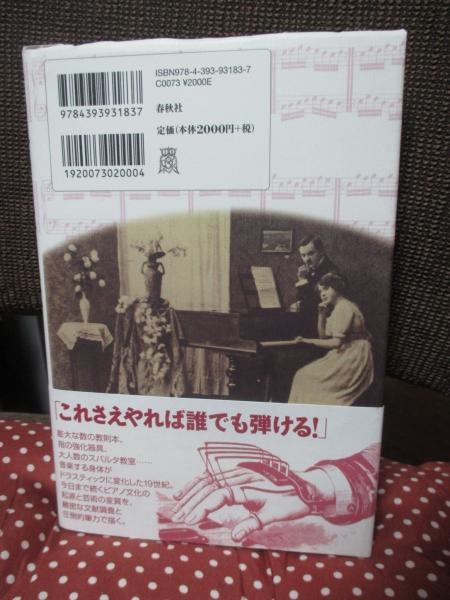 ISBN978-4-393-93183-7
C0073 ¥2000E
9784393931837
春秋社
定価(本体2000円+税)
1920073020004
「これさえやれば誰でも弾ける!」
膨大な数の教則本、
指の強化器具、
大人数のスパルタ教室……
音楽する身体が
ドラスティックに変化した19世紀。
今日まで続くピアノ文化の
起源と芸術の変質を、
緻密な文献調査と
圧倒的筆力で描く。